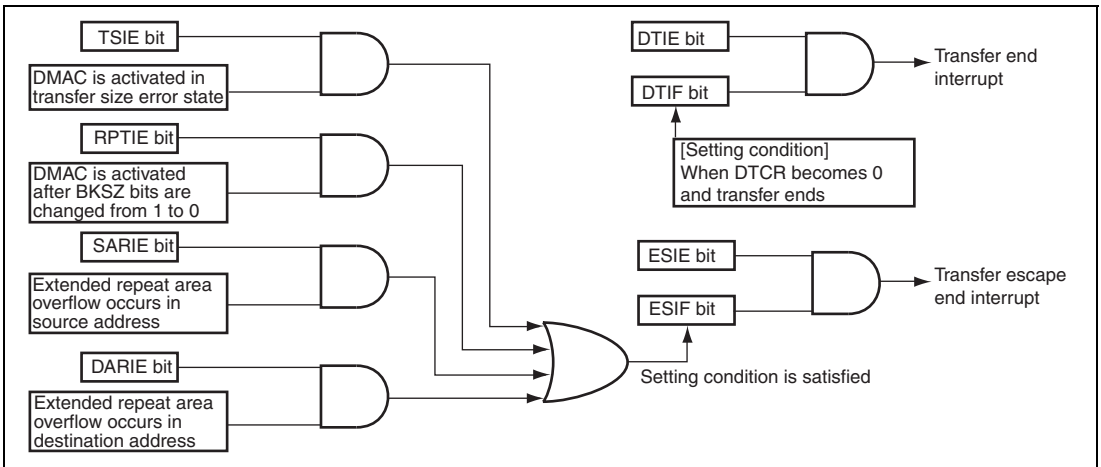 TSIE bit
DMAC is activated in
transfer size error state
RPTIE bit
DMAC is activated
after BKSZ bits are
changed from 1 to 0
SARIE bit
Extended repeat area
overflow occurs in
source address
DARIE bit
Extended repeat area
overflow occurs in
destination address
DTIE bit
DTIF bit
Transfer end
interrupt
[Setting condition]
When DTCR becomes 0
and transfer ends
ESIE bit
ESIF bit
Transfer escape
end interrupt
Setting condition is satisfied